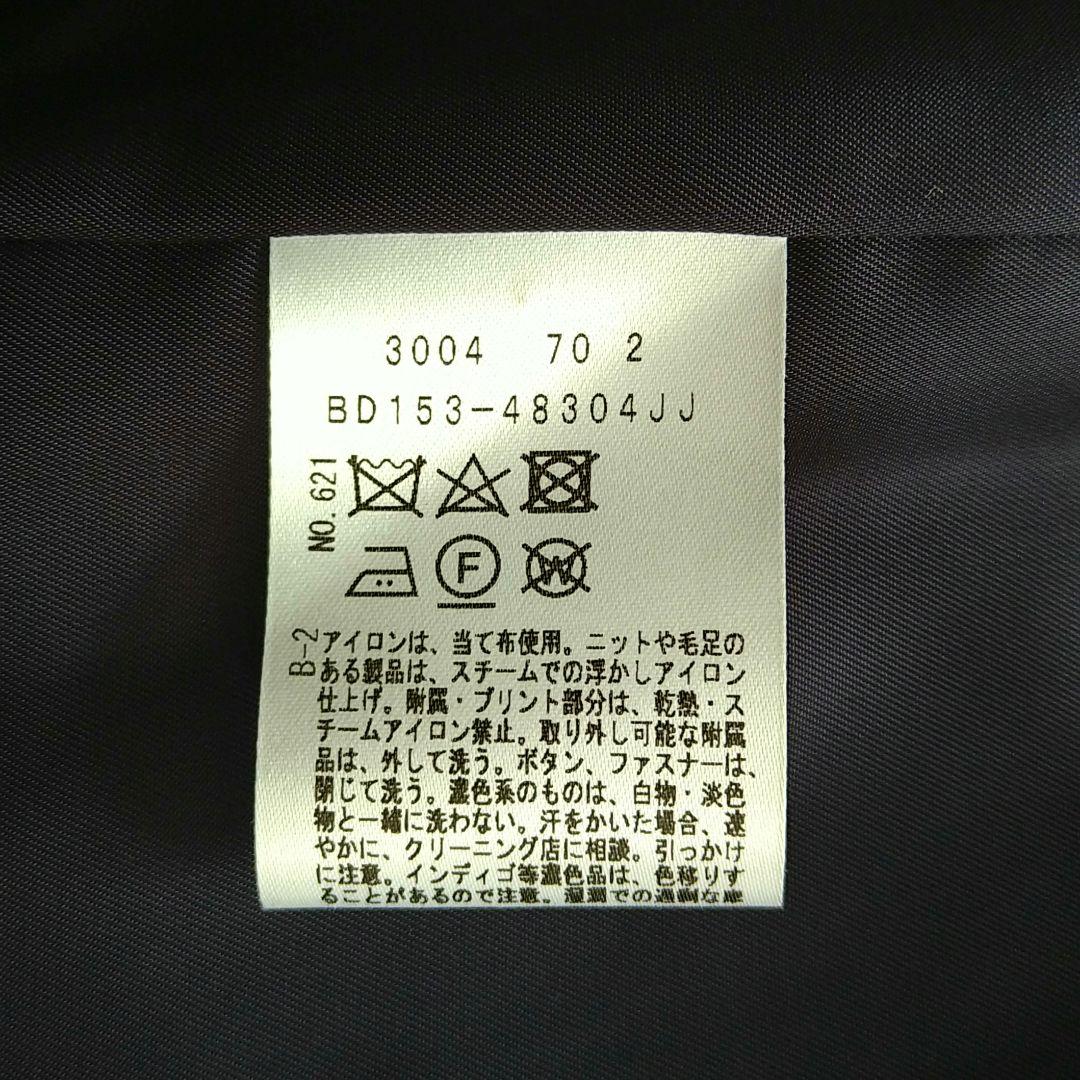 3004 70 2
BD153-48304JJ
NO.621
F
W
B-2
アイロンは、当て布使用。ニットや毛足の
ある製品は、スチームでの浮かしアイロン
仕上げ。附属・プリント部分は、乾熱・ス
チームアイロン禁止。取り外し可能な附属
品は、外して洗う。ボタン、ファスナーは、
閉じて洗う。濃色系のものは、白物・淡色
物と一緒に洗わない。汗をかいた場合、速
やかに、クリーニング店に相談。引っかけ
に注意。インディゴ等濃色品は、色移りす
ることがあるので注意。湿潤での過剰な